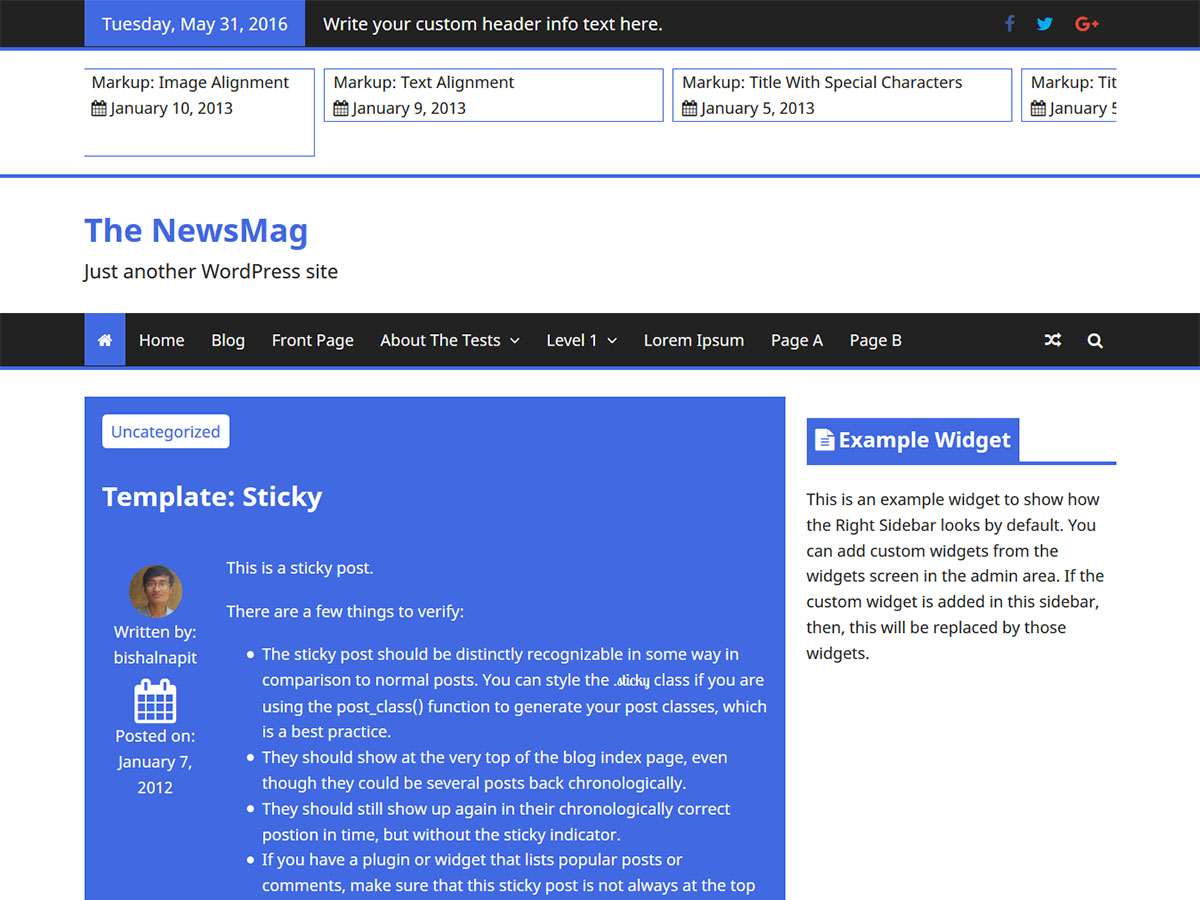 Tuesday, May 31, 2016
Write your custom header info text here.
Markup: Image Alignment
January 10, 2013
Markup: Text Alignment
January 9, 2013
Markup: Title With Special Characters
January 5, 2013
Markup:
January
The NewsMag
Just another WordPress site
Home Blog Front Page About The Tests Level 1 Lorem Ipsum Page A Page B
Uncategorized
Template: Sticky
Written by:
bishalnapit
Posted on:
January 7,
2012
This is a sticky post.
There are a few things to verify:
The sticky post should be distinctly recognizable in some way in
comparison to normal posts. You can style the .sticky class if you are
using the post_class() function to generate your post classes, which
is a best practice.
They should show at the very top of the blog index page, even
though they could be several posts back chronologically.
They should still show up again in their chronologically correct
postion in time, but without the sticky indicator.
If you have a plugin or widget that lists popular posts or
comments, make sure that this sticky post is not always at the top
Example Widget
This is an example widget to show how
the Right Sidebar looks by default. You
can add custom widgets from the
widgets screen in the admin area. If the
custom widget is added in this sidebar,
then, this will be replaced by those
widgets.